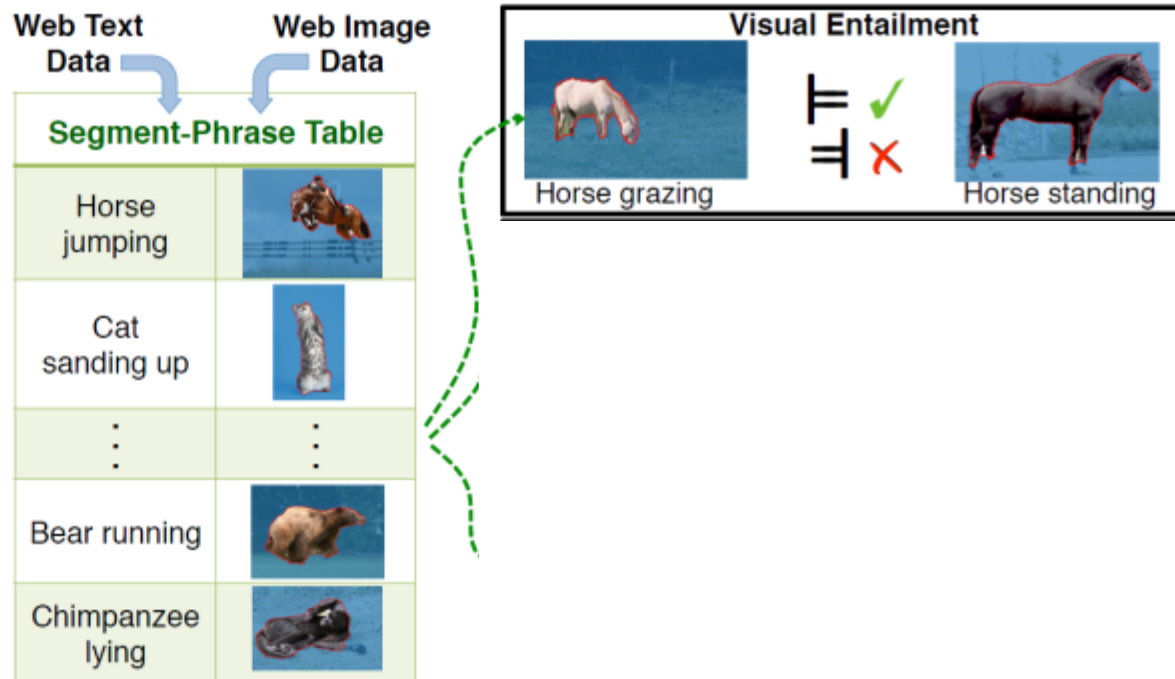 Web Text
Data
Web Image
Data
Segment-Phrase Table
Horse
jumping
Cat
sanding up
⋮ ⋮
Bear running
Chimpanzee
lying
Visual Entailment
⊨ ✓
⫤ ✗
Horse grazing
Horse standing